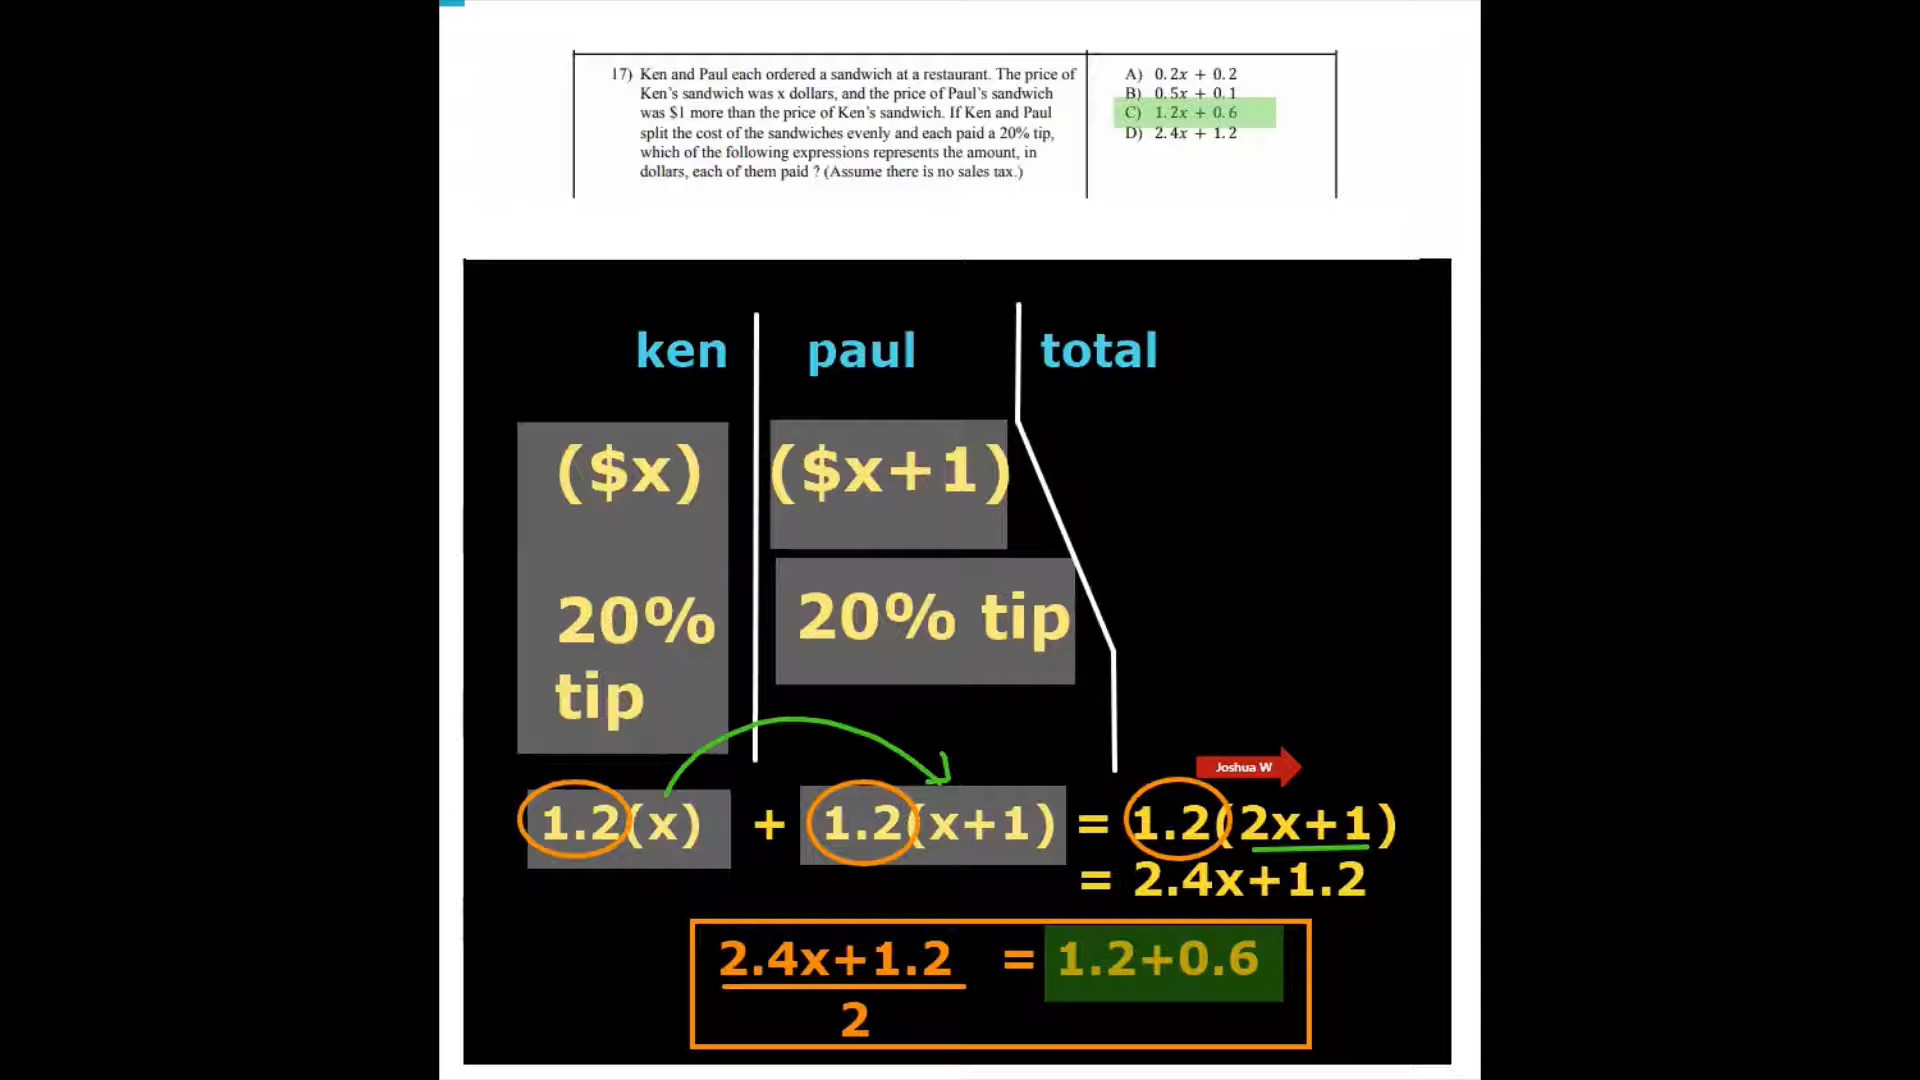 17) Ken and Paul each ordered a sandwich at a restaurant. The price of
Ken's sandwich was x dollars, and the price of Paul's sandwich
was $1 more than the price of Ken's sandwich. If Ken and Paul
split the cost of the sandwiches evenly and each paid a 20% tip,
which of the following expressions represents the amount, in
dollars, each of them paid ? (Assume there is no sales tax.)
A) 0.2x + 0.2
B) 0.5x + 0.1
C) 1.2x + 0.6
D) 2.4x + 1.2
ken paul total
($x) ($x+1)
20% tip
20%
tip
Joshua W
1.2(x) + 1.2(x+1) = 1.2(2x+1)
= 2.4x+1.2
2.4x+1.2 = 1.2+0.6
2